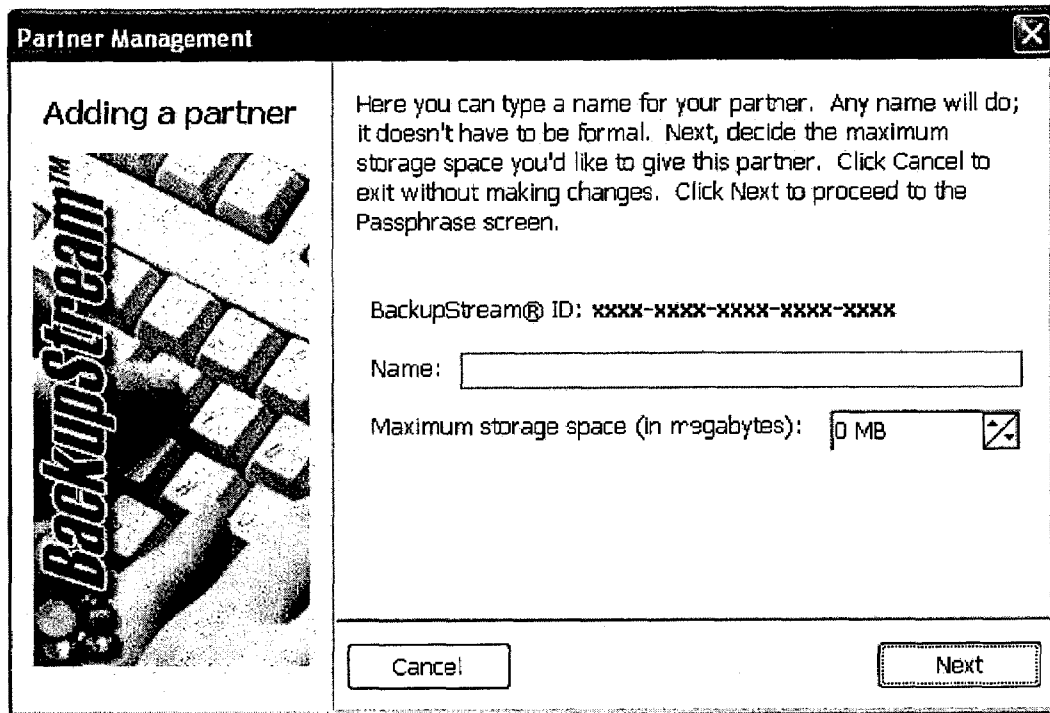 Partner Management
Adding a partner
BackupStream™
Here you can type a name for your partner. Any name will do;
it doesn't have to be formal. Next, decide the maximum
storage space you'd like to give this partner. Click Cancel to
exit without making changes. Click Next to proceed to the
Passphrase screen.
BackupStream® ID: xxxx-xxxx-xxxx-xxxx-xxxx
Name:
Maximum storage space (in megabytes): 0 MB
Cancel
Next